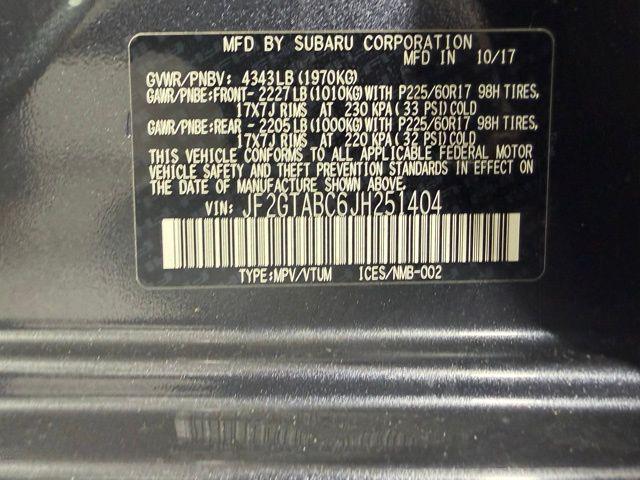 MFD BY SUBARU CORPORATION
MFD IN 10/17
GVWR/PNBV: 4343LB(1970KG)
GAWR/PNBE:FRONT- 2227LB(1010KG)WITH P225/60R17 98H TIRES,
17X7J RIMS AT 230 KPA( 33 PSI)COLD
GAWR/PNBE:REAR - 2205LB(1000KG)WITH P225/60R17 98H TIRES,
17X7J RIMS AT 220 KPA( 32 PSI)COLD
THIS VEHICLE CONFORMS TO ALL APPLICABLE FEDERAL MOTOR
VEHICLE SAFETY AND THEFT PREVENTION STANDARDS IN EFFECT ON
THE DATE OF MANUFACTURE SHOWN ABOVE.
VIN: JF2GTABC6JH251404
TYPE:MPV/VTUM ICES/NMB-002